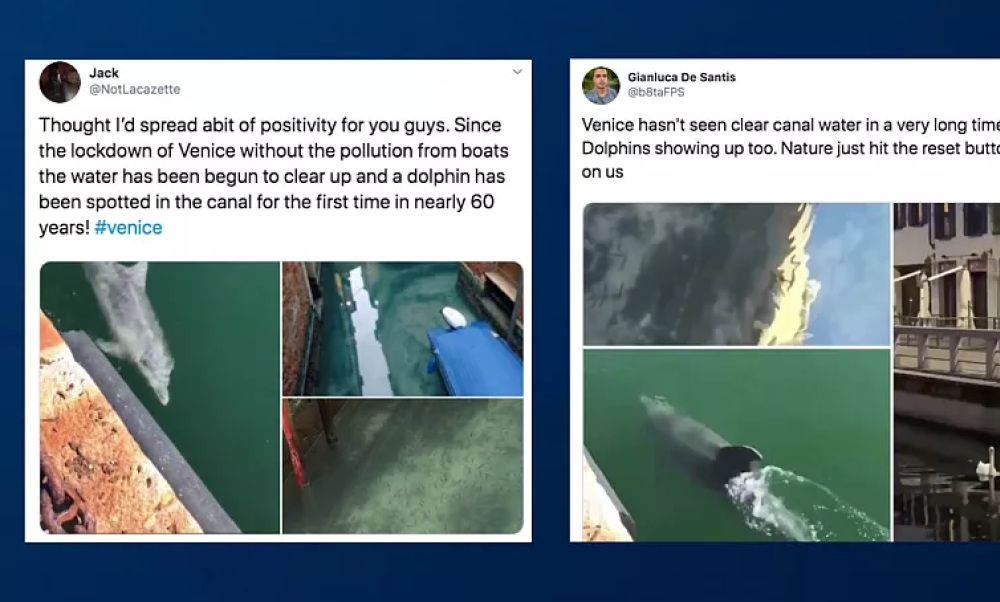 Jack
@NotLacazette
Thought I'd spread abit of positivity for you guys. Since
the lockdown of Venice without the pollution from boats
the water has been begun to clear up and a dolphin has
been spotted in the canal for the first time in nearly 60
years! #venice
Gianluca De Santis
@b8taFPS
Venice hasn't seen clear canal water in a very long time
Dolphins showing up too. Nature just hit the reset butto
on us